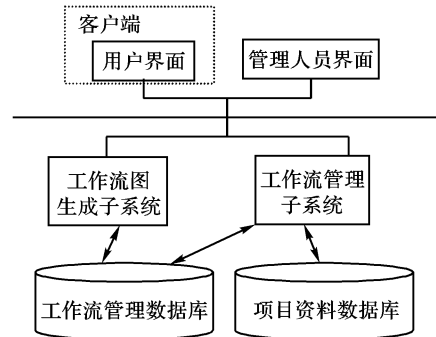 客户端
用户界面
管理人员界面
工作流图
生成子系统
工作流管理
子系统
工作流管理数据库
项目资料数据库